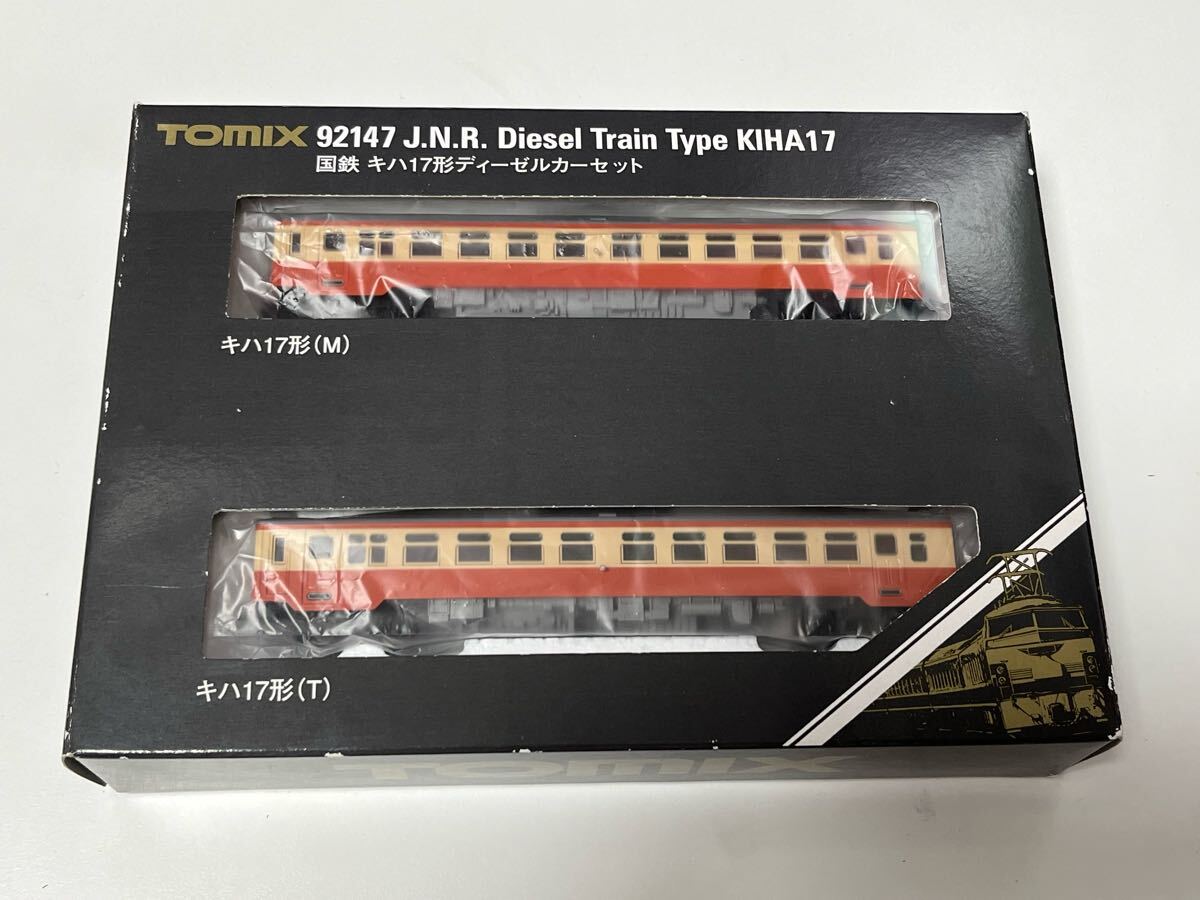 TOMIX 92147 J.N.R. Diesel Train Type KIHA17
国鉄 キハ17形ディーゼルカーセット
キハ17形（M）
キハ17形（T）
TOMIX